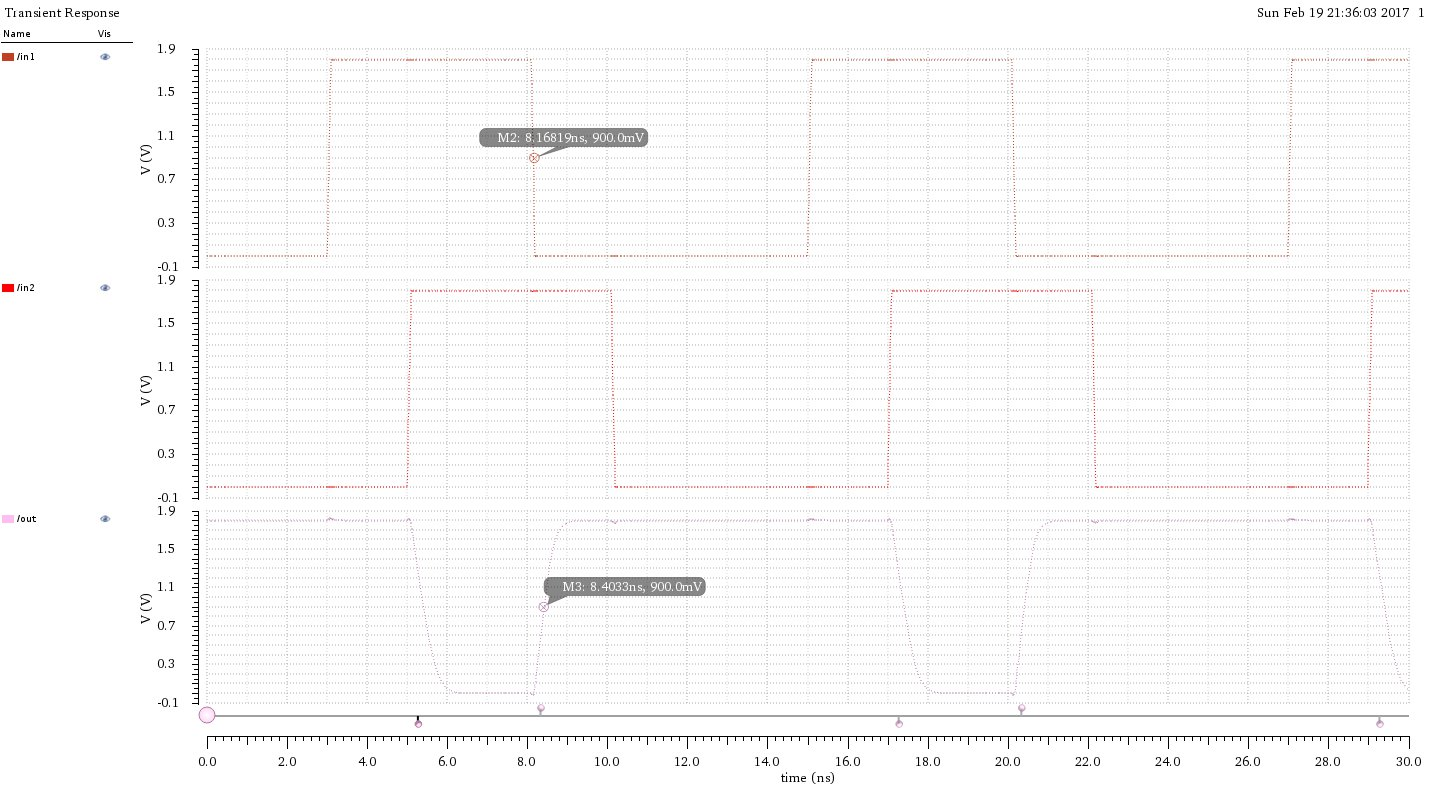 Transient Response
Sun Feb 19 21:36:03 2017 1
Name Vis
/in1
1.9
1.5
1.1
0.7
0.3
-0.1
V (V)
M2: 8.16819ns, 900.0mV
/in2
1.9
1.5
1.1
0.7
0.3
-0.1
V (V)
/out
1.9
1.5
1.1
0.7
0.3
-0.1
V (V)
M3: 8.4033ns, 900.0mV
0.0 2.0 4.0 6.0 8.0 10.0 12.0 14.0 16.0 18.0 20.0 22.0 24.0 26.0 28.0 30.0
time (ns)